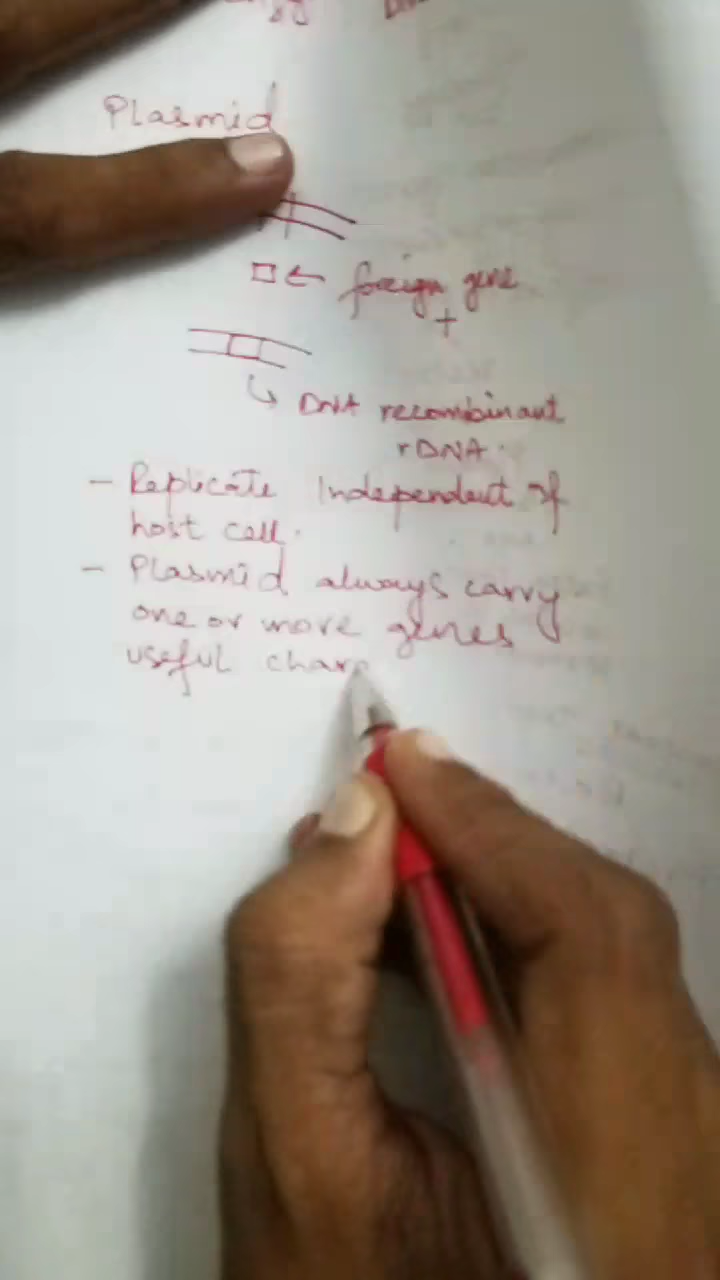 Plasmid
← foreign gene
+
↳ DNA recombinant
rDNA.
- Replicate Independent of
host cell.
- Plasmid always carry
one or more genes
useful chara